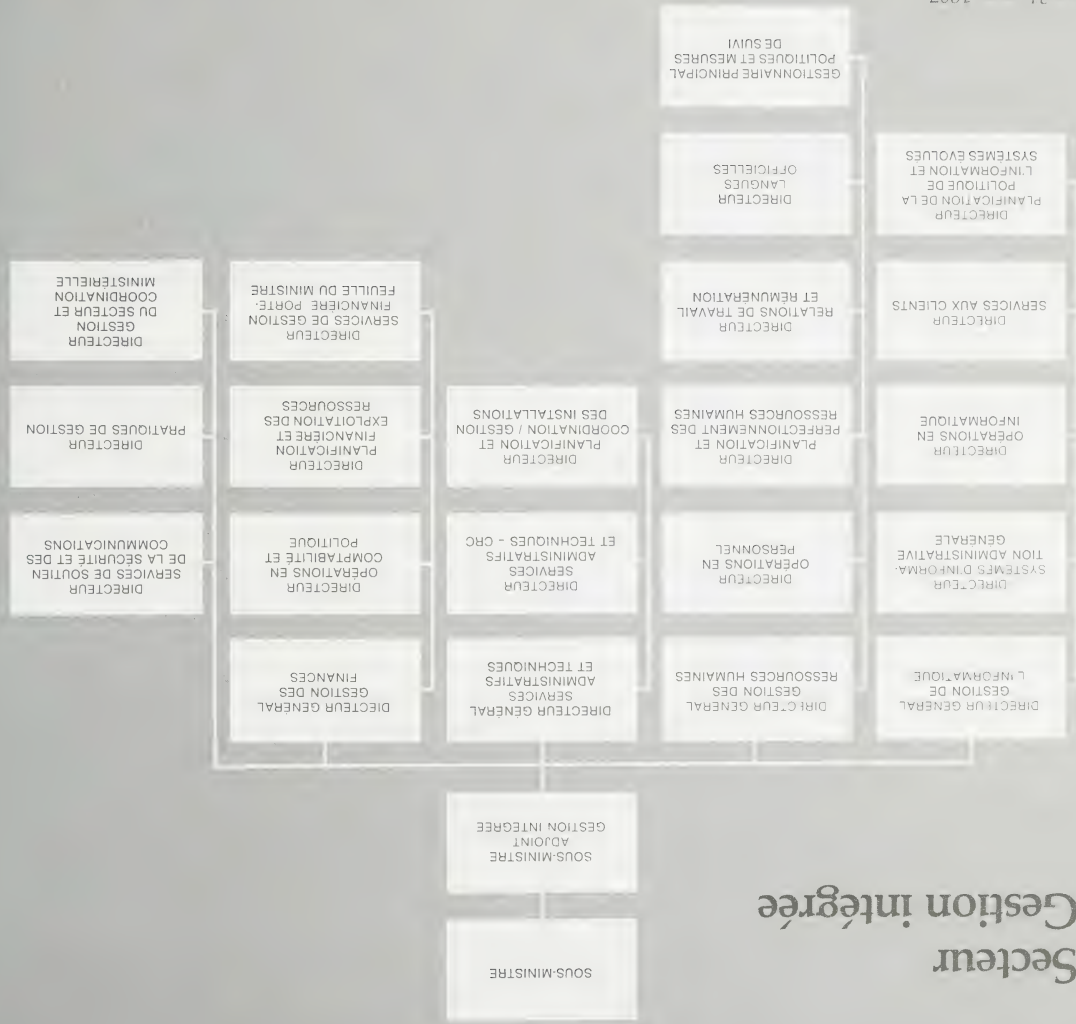 Secteur
Gestion intégrée
SOUS-MINISTRE
SOUS-MINISTRE
ADJOINT
GESTION INTEGREE
DIRECTEUR GÉNÉRAL
GESTION DE
L'INFORMATIQUE
DIRECTEUR
SYSTÈMES D'INFORMA-
TION ADMINISTRATIVE
GÉNÉRALE
DIRECTEUR
OPÉRATIONS EN
INFORMATIQUE
DIRECTEUR
SERVICES AUX CLIENTS
DIRECTEUR
PLANIFICATION DE LA
POLITIQUE DE
L'INFORMATION ET
SYSTÈMES ÉVOLUÉS
DIRECTEUR GÉNÉRAL
GESTION DES
RESSOURCES HUMAINES
DIRECTEUR
OPÉRATIONS EN
PERSONNEL
DIRECTEUR
PLANIFICATION ET
PERFECTIONNEMENT DES
RESSOURCES HUMAINES
DIRECTEUR
RELATIONS DE TRAVAIL
ET RÉMUNÉRATION
DIRECTEUR
LANGUES
OFFICIELLES
GESTIONNAIRE PRINCIPAL
POLITIQUES ET MESURES
DE SUIVI
DIRECTEUR GÉNÉRAL
SERVICES
ADMINISTRATIFS
ET TECHNIQUES
DIRECTEUR
SERVICES
ADMINISTRATIFS
ET TECHNIQUES - CRC
DIRECTEUR
PLANIFICATION ET
COORDINATION / GESTION
DES INSTALLATIONS
DIECTEUR GÉNÉRAL
GESTION DES
FINANCES
DIRECTEUR
OPÉRATIONS EN
COMPTABILITÉ ET
POLITIQUE
DIRECTEUR
PLANIFICATION
FINANCIÈRE ET
EXPLOITATION DES
RESSOURCES
DIRECTEUR
SERVICES DE GESTION
FINANCIÈRE PORTE-
FEUILLE DU MINISTRE
DIRECTEUR
SERVICES DE SOUTIEN
DE LA SÉCURITÉ ET DES
COMMUNICATIONS
DIRECTEUR
PRATIQUES DE GESTION
DIRECTEUR
GESTION
DU SECTEUR ET
COORDINATION
MINISTÉRIELLE